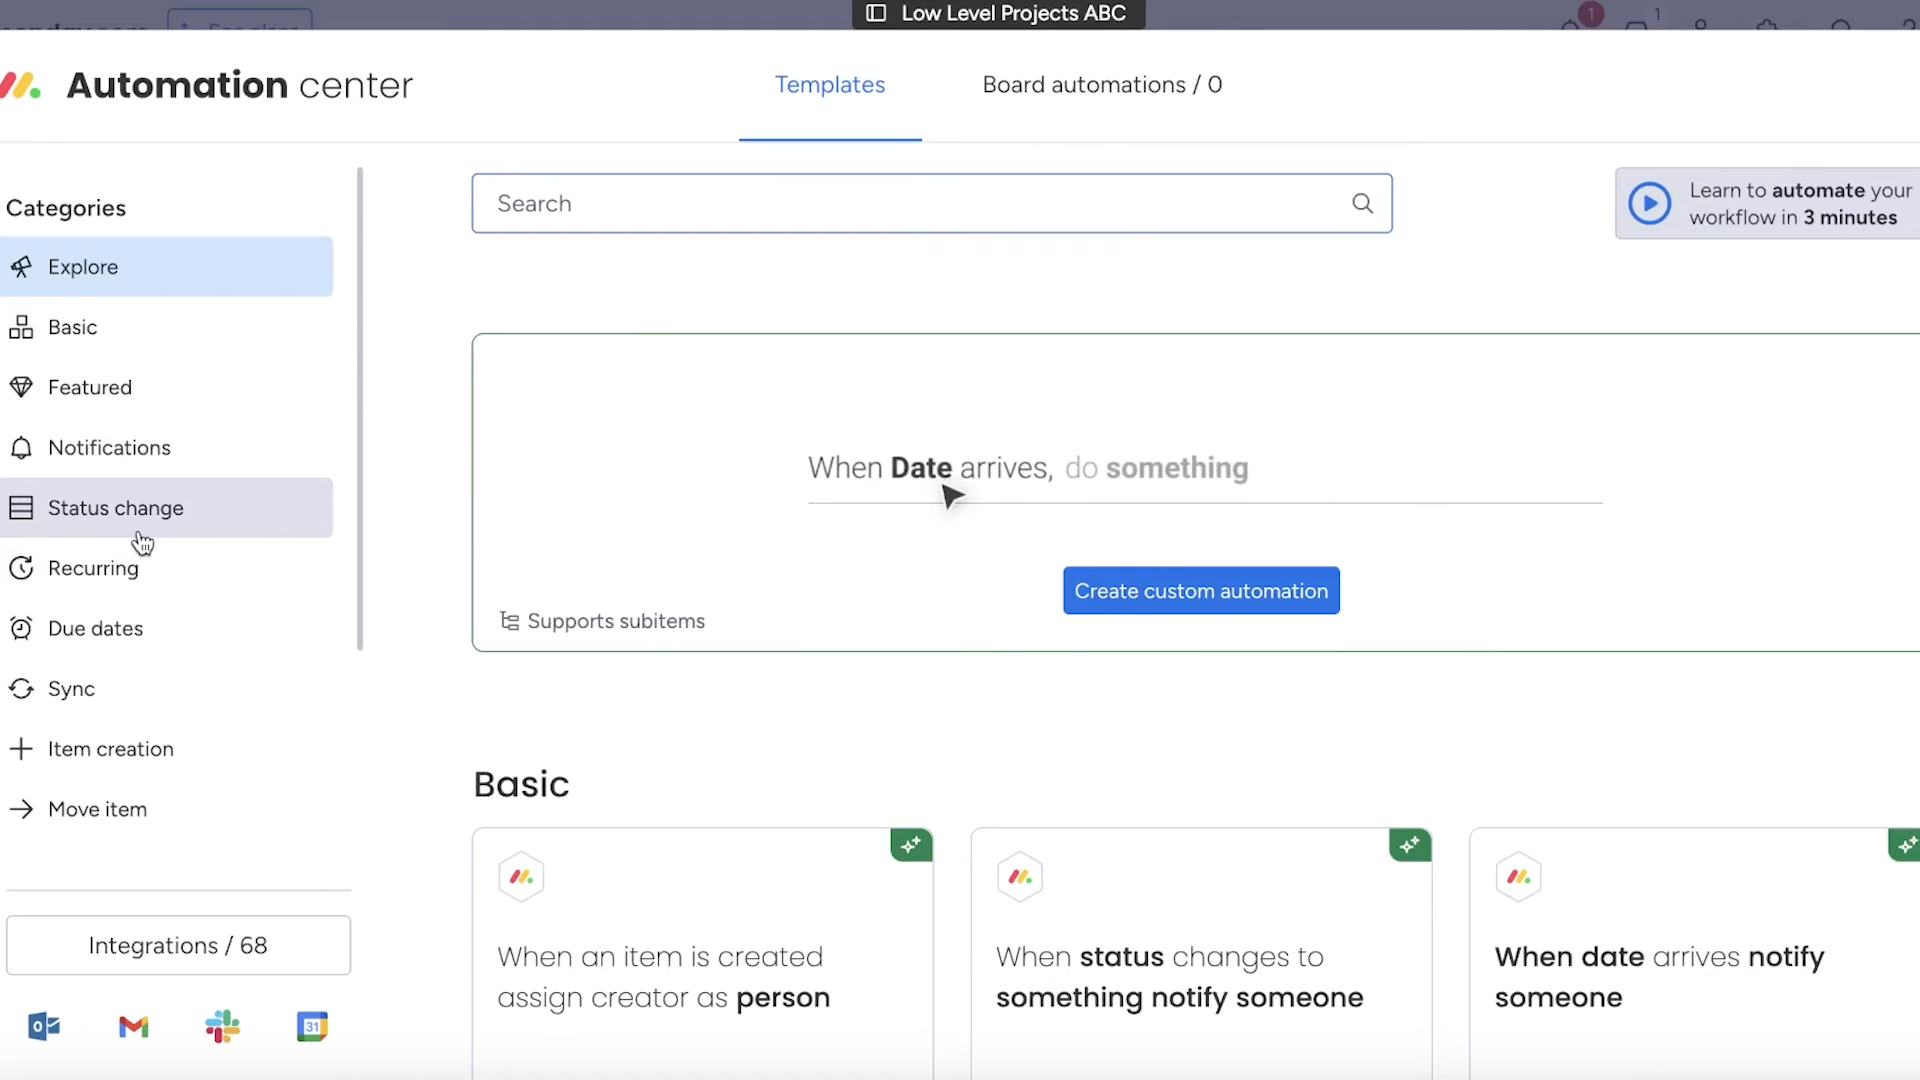 Low Level Projects ABC
1
1
Automation center
Templates
Board automations / 0
Categories
Explore
Basic
Featured
Notifications
Status change
Recurring
Due dates
Sync
Item creation
Move item
Integrations / 68
31
Search
Learn to automate your
workflow in 3 minutes
When Date arrives, do something
Create custom automation
Supports subitems
Basic
When an item is created
assign creator as person
When status changes to
something notify someone
When date arrives notify
someone